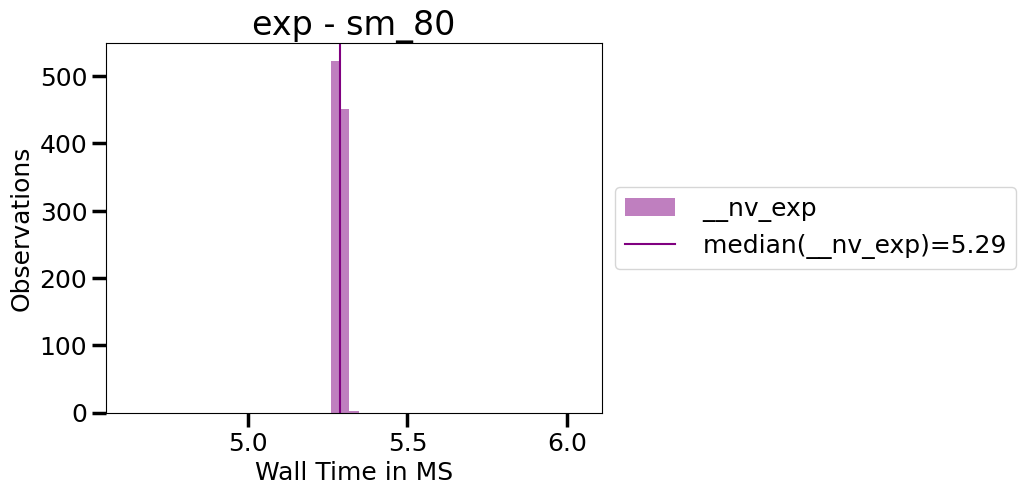 exp - sm_80
500
400
300
200
100
0
Observations
5.0 5.5 6.0
Wall Time in MS
__nv_exp
median(__nv_exp)=5.29